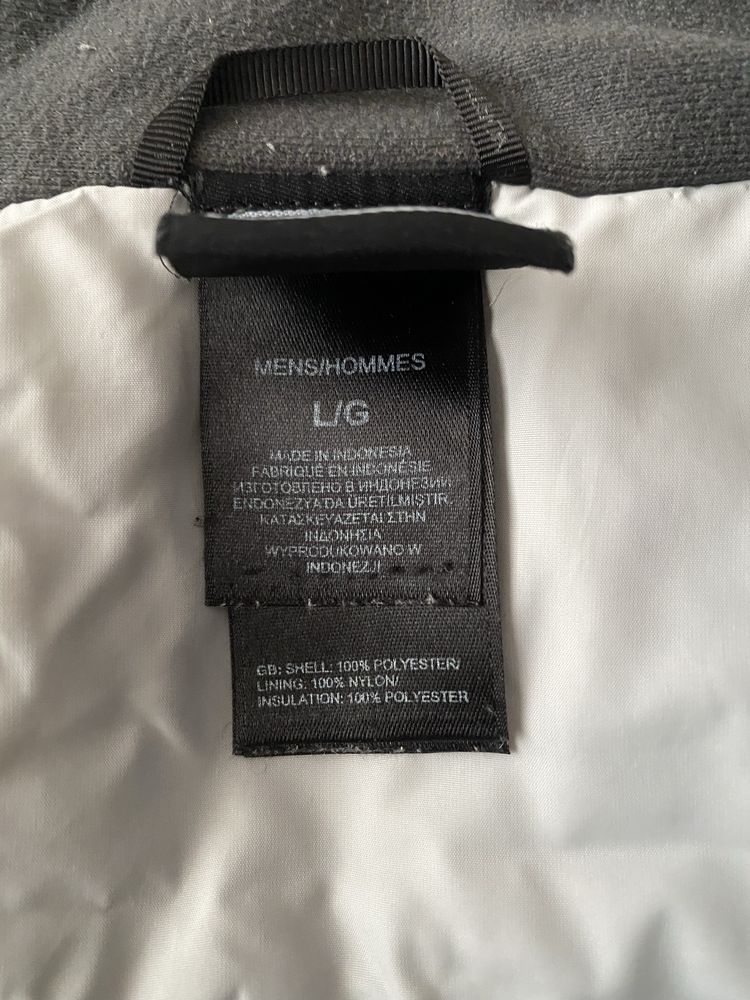 MENS/HOMMES
L/G
MADE IN INDONESIA
FABRIQUÉ EN INDONÉSIE
ИЗГОТОВЛЕНО В ИНДОНЕЗИИ
ENDONEZYA'DA ÜRETILMISTIR.
ΚΑΤΑΣΚΕΥΑΖΕΤΑΙ ΣΤΗΝ
ΙΝΔΟΝΗΣΙΑ
WYPRODUKOWANO W
INDONEZJI
GB: SHELL: 100% POLYESTER/
LINING: 100% NYLON/
INSULATION: 100% POLYESTER